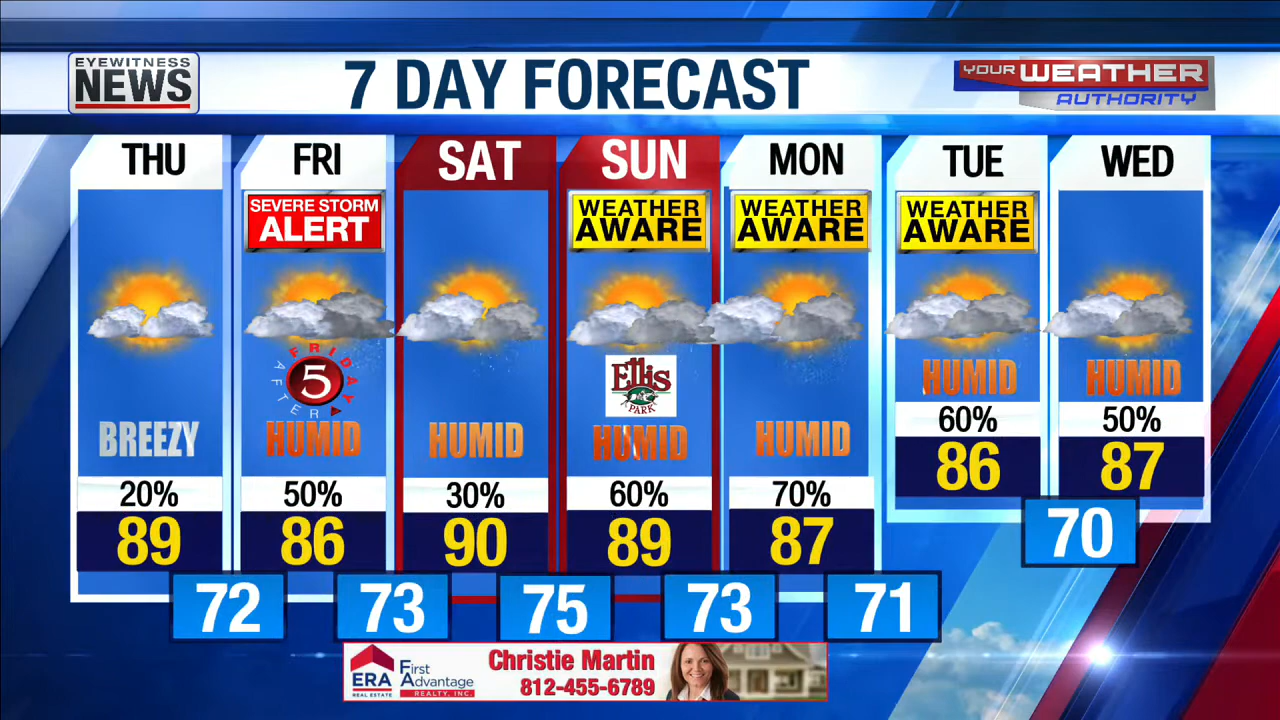 EYEWITNESS
NEWS
7 DAY FORECAST
YOUR WEATHER
AUTHORITY
THU
BREEZY
20%
89
72
FRI
SEVERE STORM
ALERT
FRIDAY
AFTER
5
HUMID
50%
86
73
SAT
HUMID
30%
90
75
SUN
WEATHER
AWARE
Ellis
PARK
HUMID
60%
89
73
MON
WEATHER
AWARE
HUMID
70%
87
71
TUE
WEATHER
AWARE
HUMID
60%
86
70
WED
HUMID
50%
87
ERA
REAL ESTATE
First
Advantage
REALTY, INC.
Christie Martin
812-455-6789